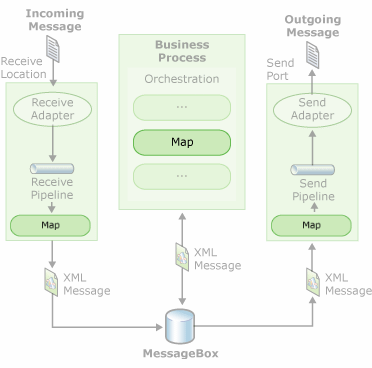 Incoming
Message
Receive
Location
Receive
Adapter
Receive
Pipeline
Map
XML
Message
Business
Process
Orchestration
...
Map
...
XML
Message
MessageBox
Outgoing
Message
Send
Port
Send
Adapter
Send
Pipeline
Map
XML
Message